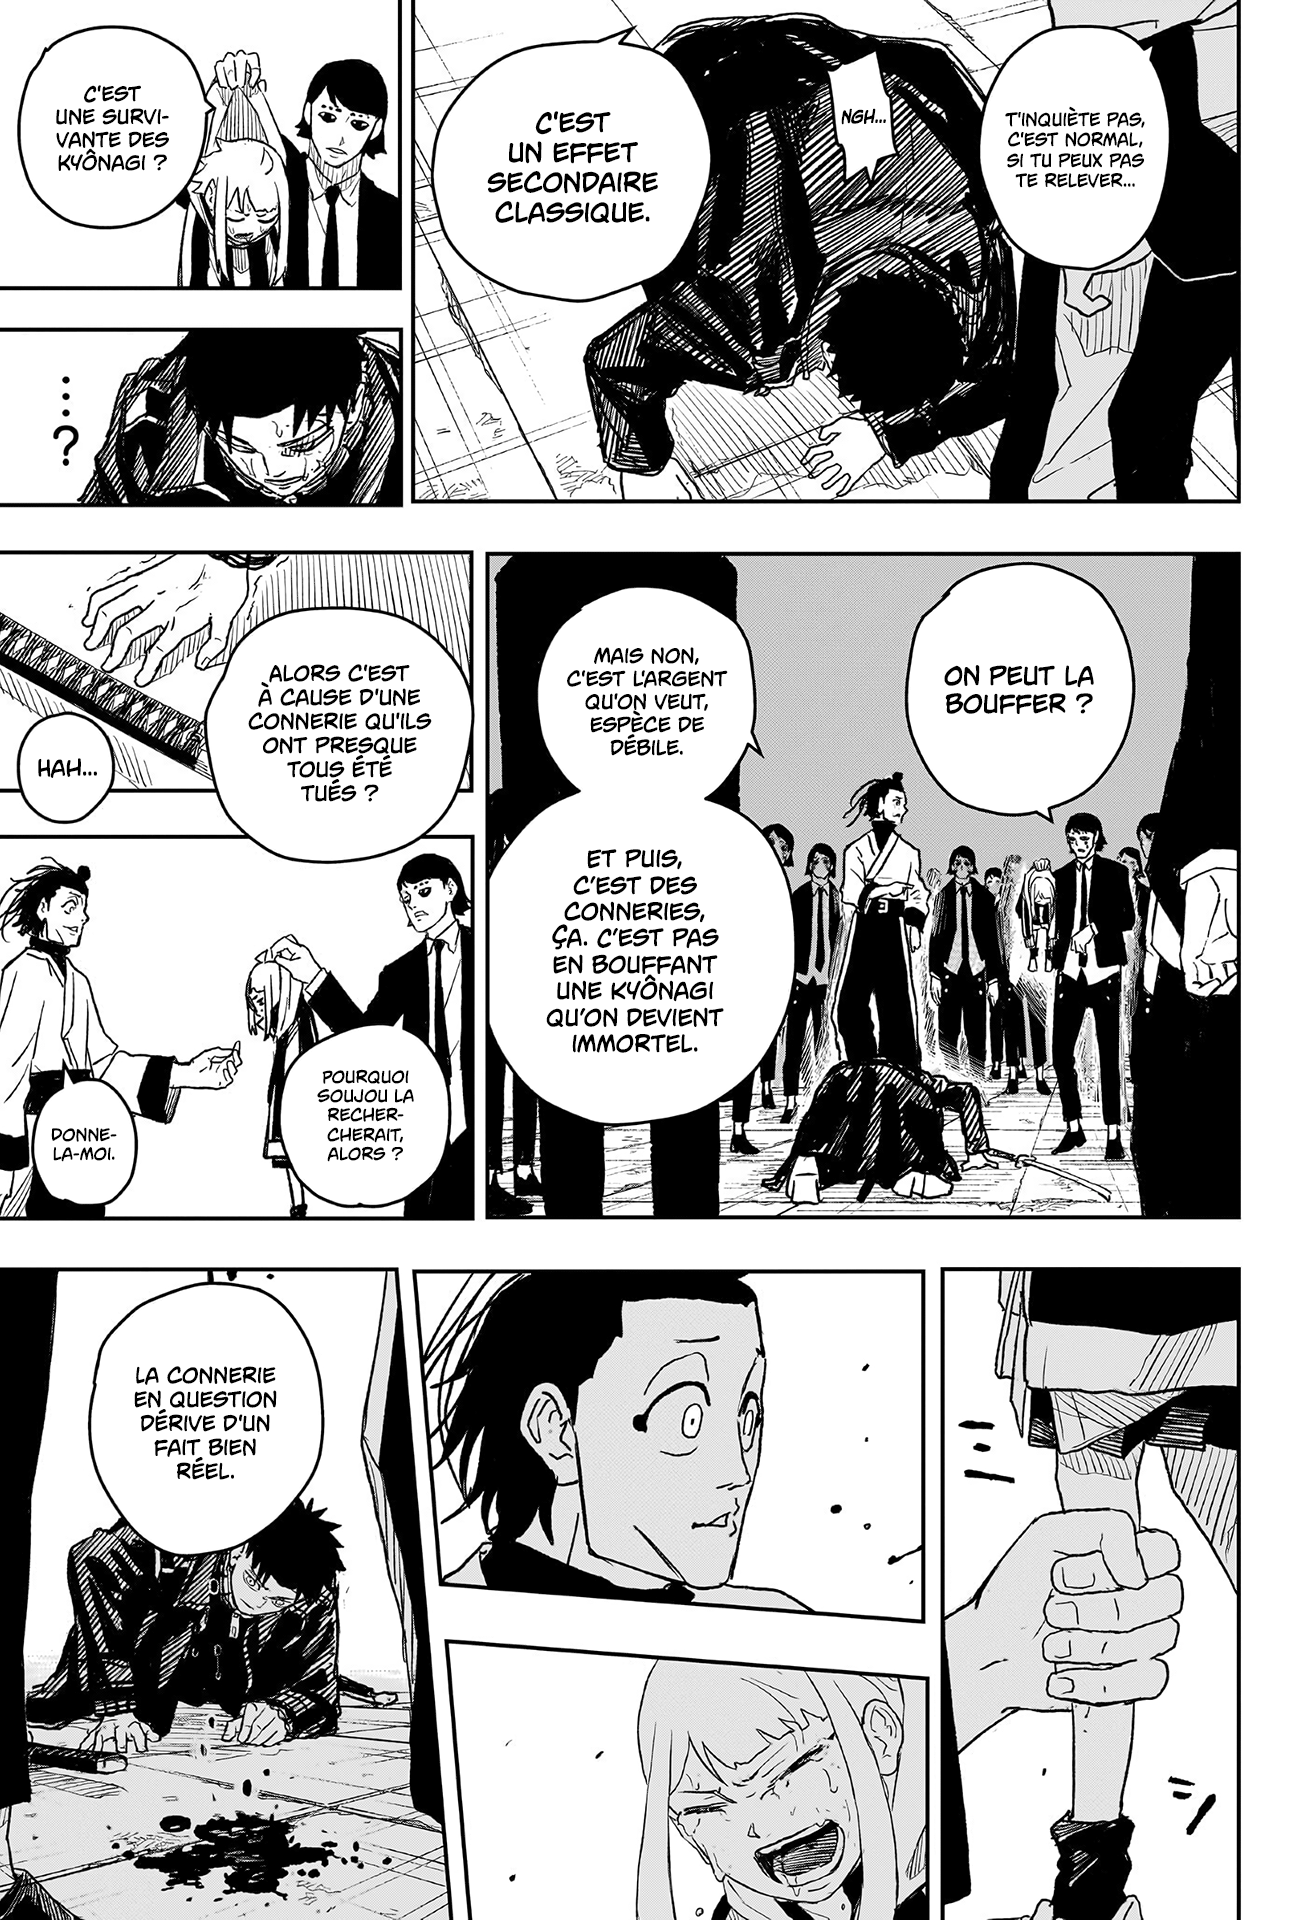 T'INQUIÈTE PAS,
C'EST NORMAL,
SI TU PEUX PAS
TE RELEVER...
NGH...
C'EST
UN EFFET
SECONDAIRE
CLASSIQUE.
C'EST
UNE SURVI-
VANTE DES
KYÔNAGI ?
...?
ON PEUT LA
BOUFFER ?
MAIS NON,
C'EST L'ARGENT
QU'ON VEUT,
ESPÈCE DE
DÉBILE.
ET PUIS,
C'EST DES
CONNERIES,
ÇA. C'EST PAS
EN BOUFFANT
UNE KYÔNAGI
QU'ON DEVIENT
IMMORTEL.
ALORS C'EST
À CAUSE D'UNE
CONNERIE QU'ILS
ONT PRESQUE
TOUS ÉTÉ
TUÉS ?
HAH...
POURQUOI
SOUJOU LA
RECHER-
CHERAIT,
ALORS ?
DONNE-
LA-MOI.
LA CONNERIE
EN QUESTION
DÉRIVE D'UN
FAIT BIEN
RÉEL.